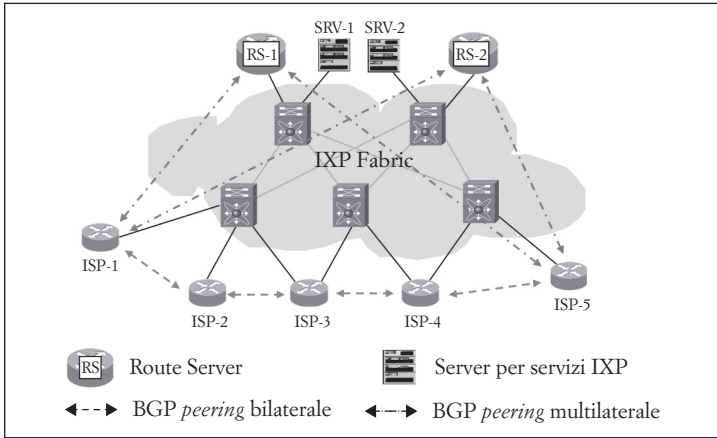 SRV-1 SRV-2
RS-1
RS-2
IXP Fabric
ISP-1
ISP-2
ISP-3
ISP-4
ISP-5
RS Route Server
Server per servizi IXP
BGP peering bilaterale
BGP peering multilaterale